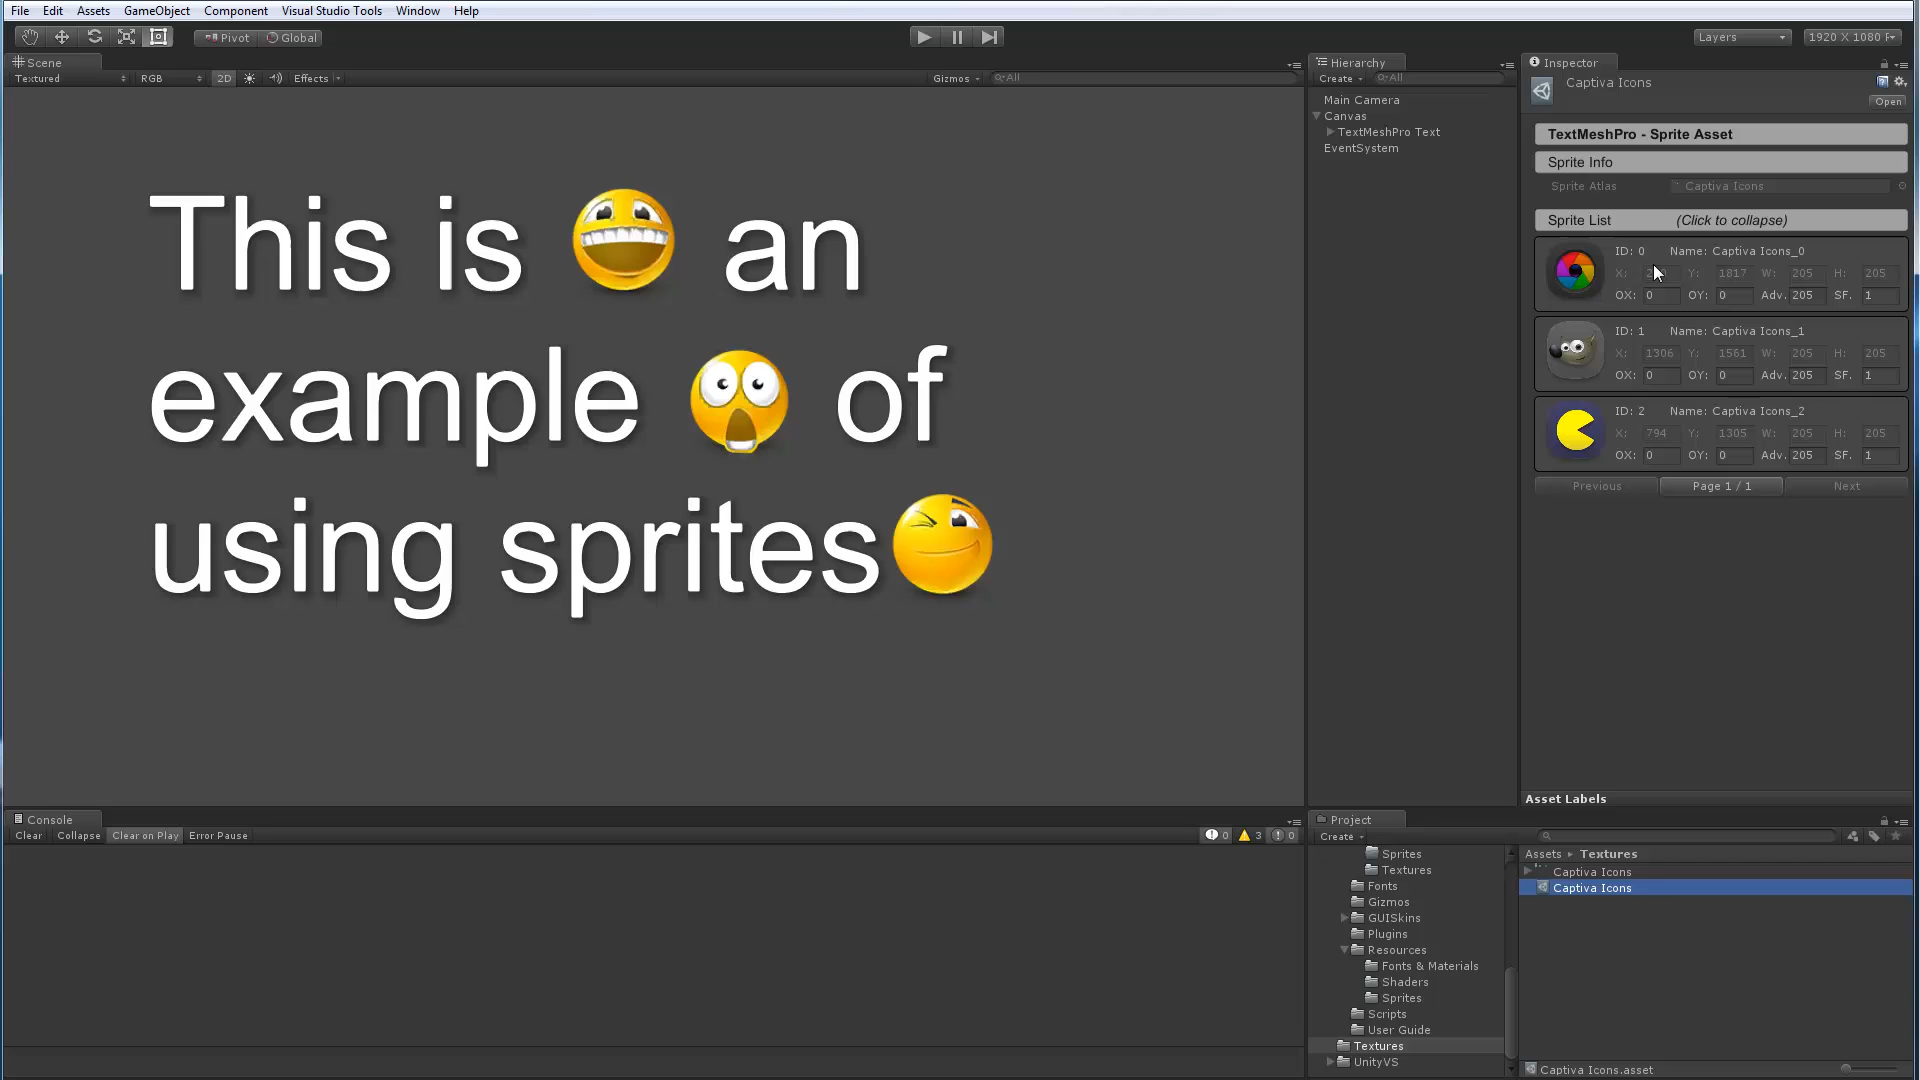 File Edit Assets GameObject Component Visual Studio Tools Window Help
Pivot Global Layers 1920 X 1080
Scene
Textured RGB 2D Effects Gizmos All
This is an
example of
using sprites
Console
Clear Collapse Clear on Play Error Pause 0 3 0
Hierarchy
Create All
Main Camera
Canvas
TextMeshPro Text
EventSystem
Inspector
Captiva Icons
Open
TextMeshPro - Sprite Asset
Sprite Info
Sprite Atlas Captiva Icons
Sprite List (Click to collapse)
ID: 0 Name: Captiva Icons_0
X: Y: 1817 W: 205 H: 205
OX: 0 OY: 0 Adv. 205 SF. 1
ID: 1 Name: Captiva Icons_1
X: 1306 Y: 1561 W: 205 H: 205
OX: 0 OY: 0 Adv. 205 SF. 1
ID: 2 Name: Captiva Icons_2
X: 794 Y: 1305 W: 205 H: 205
OX: 0 OY: 0 Adv. 205 SF. 1
Previous Page 1 / 1 Next
Asset Labels
Project
Create
Sprites
Textures
Fonts
Gizmos
GUISkins
Plugins
Resources
Fonts & Materials
Shaders
Sprites
Scripts
User Guide
Textures
UnityVS
Assets Textures
Captiva Icons
Captiva Icons
Captiva Icons.asset